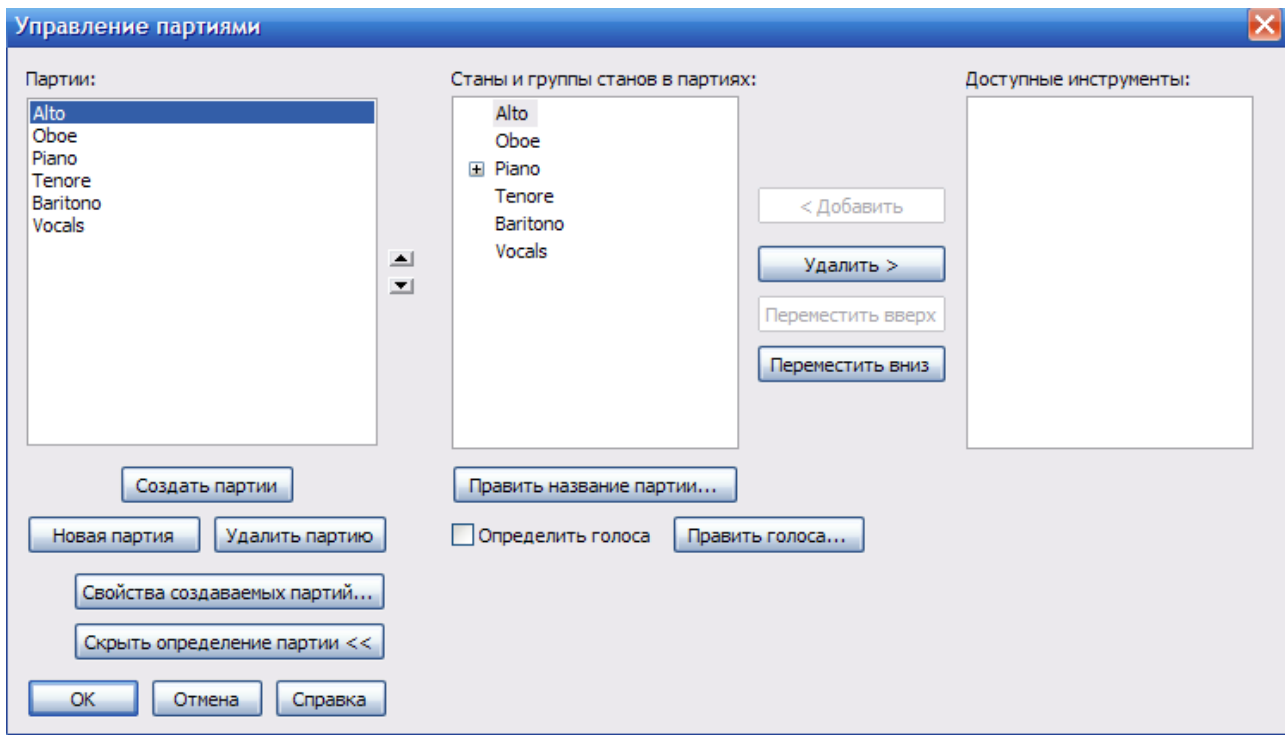 Управление партиями
Партии:
Alto
Oboe
Piano
Tenore
Baritono
Vocals
Создать партии
Новая партия
Удалить партию
Свойства создаваемых партий...
Скрыть определение партии <<
OK
Отмена
Справка
Станы и группы станов в партиях:
Alto
Oboe
Piano
Tenore
Baritono
Vocals
Править название партии...
Определить голоса
Править голоса...
< Добавить
Удалить >
Переместить вверх
Переместить вниз
Доступные инструменты: